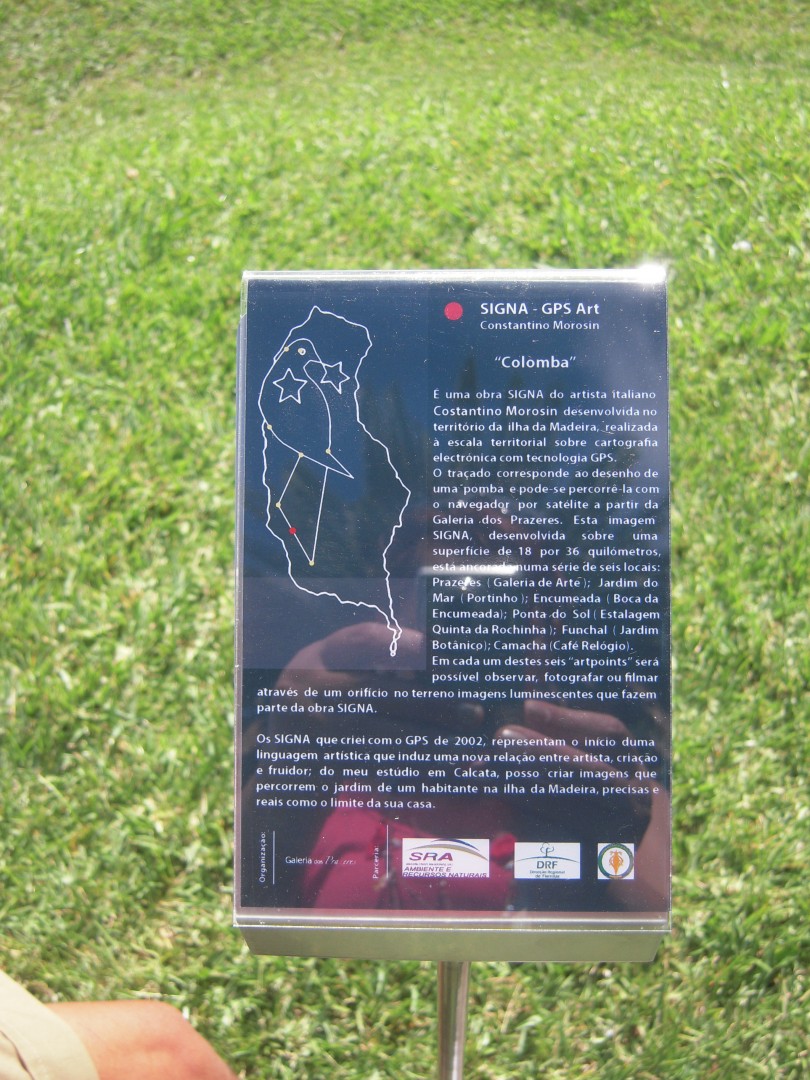 SIGNA - GPS Art
Constantino Morosin
"Colomba"
É uma obra SIGNA do artista italiano
Costantino Morosin desenvolvida no
território da ilha da Madeira, realizada
à escala territorial sobre cartografia
electrónica com tecnologia GPS.
O traçado corresponde ao desenho de
uma pomba e pode-se percorrê-la com
o navegador por satélite a partir da
Galeria dos Prazeres. Esta imagem
SIGNA, desenvolvida sobre uma
superfície de 18 por 36 quilómetros,
está ancorada numa série de seis locais:
Prazeres ( Galeria de Arte ); Jardim do
Mar ( Portinho ); Encumeada ( Boca da
Encumeada); Ponta do Sol ( Estalagem
Quinta da Rochinha ); Funchal ( Jardim
Botânico); Camacha (Café Relógio).
Em cada um destes seis "artpoints" será
possível observar, fotografar ou filmar
através de um orifício no terreno imagens luminescentes que fazem
parte da obra SIGNA.
Os SIGNA que criei com o GPS de 2002, representam o início duma
linguagem artística que induz uma nova relação entre artista, criação
e fruidor; do meu estúdio em Calcata, posso criar imagens que
percorrem o jardim de um habitante na ilha da Madeira, precisas e
reais como o limite da sua casa.
Organização:
Galeria dos Prazeres
Parceria:
SRA
AMBIENTE E
RECURSOS NATURAIS
DRF
Direcção Regional
de Florestas